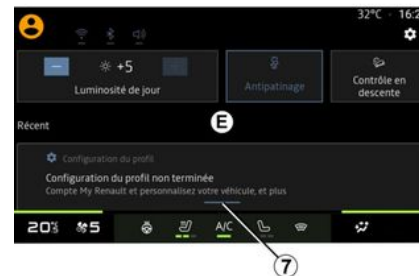 32°C 16:2
+5
Luminosité de jour
Antipatinage
Contrôle en
descente
Récent
E
Configuration du profil
Configuration du profil non terminée
Compte My Renault et personnalisez votre véhicule, et plus
20 5 A/C
7